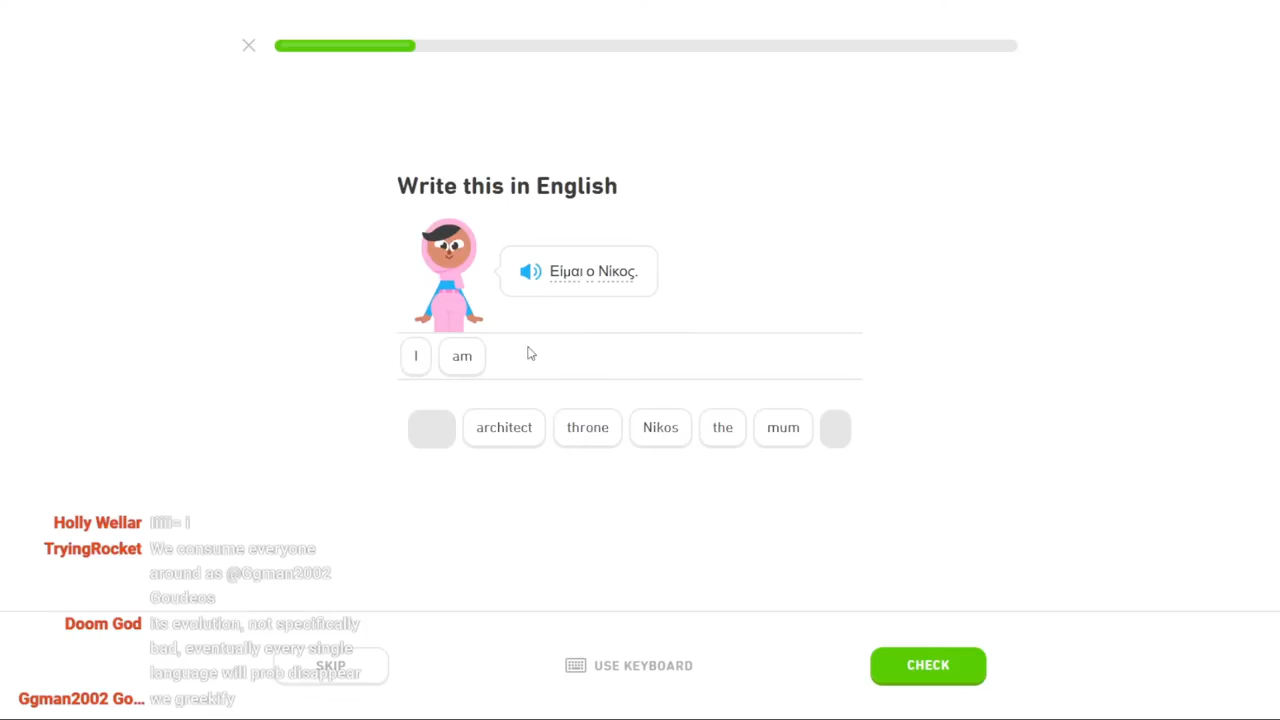 Write this in English
Είμαι ο Νίκος.
I am
architect throne Nikos the mum
Holly Wellar
TryingRocket We consume everyone
around as @Ggman2002
Goudeos
Doom God Its evolution, not specifically
bad, eventually every single
language will prob disappear
Ggman2002 Go... we greekify
SKIP
USE KEYBOARD
CHECK